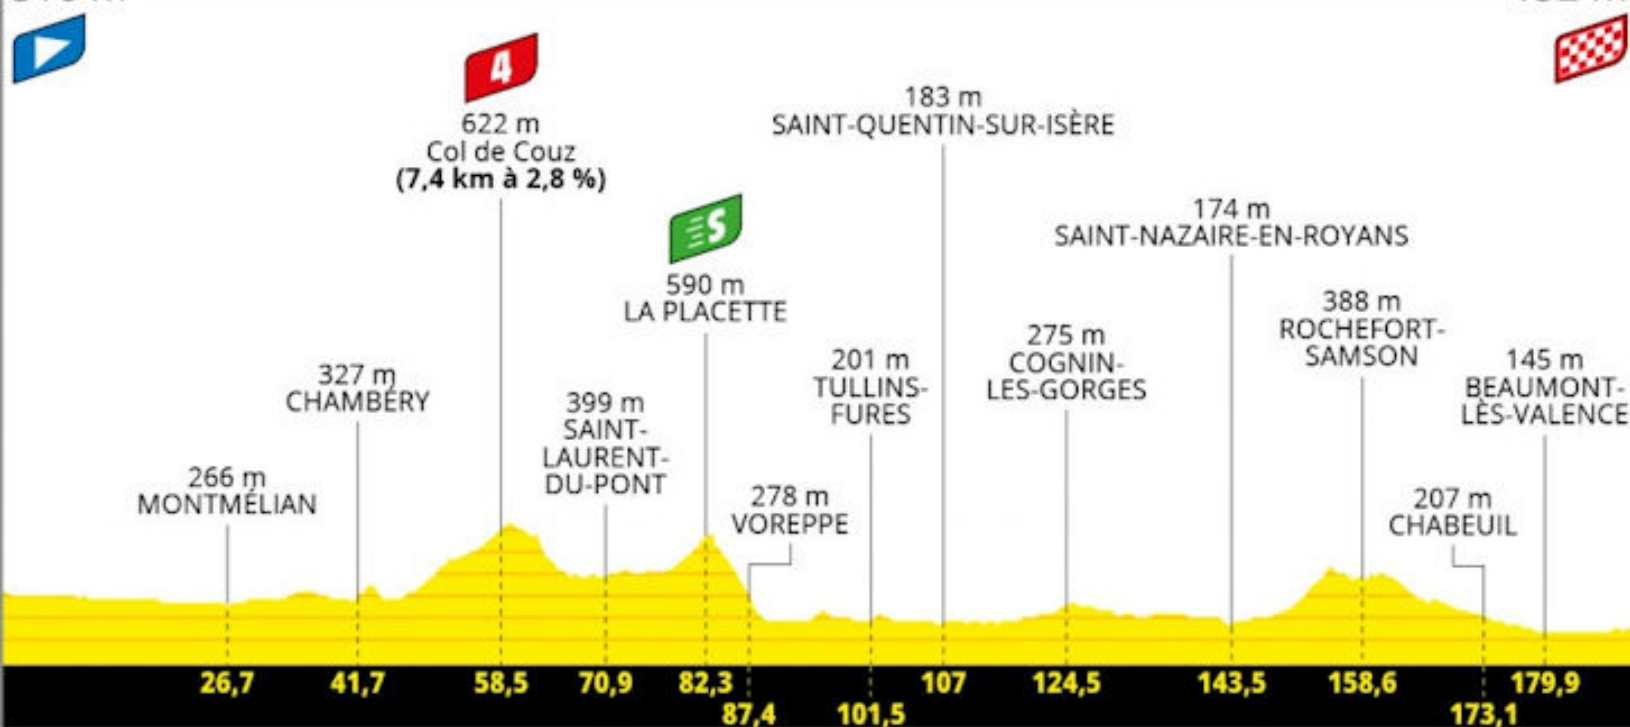 4
622 m
Col de Couz
(7,4 km à 2,8 %)
S
590 m
LA PLACETTE
183 m
SAINT-QUENTIN-SUR-ISÈRE
174 m
SAINT-NAZAIRE-EN-ROYANS
388 m
ROCHEFORT-
SAMSON
327 m
CHAMBÉRY
399 m
SAINT-
LAURENT-
DU-PONT
201 m
TULLINS-
FURES
275 m
COGNIN-
LES-GORGES
145 m
BEAUMONT-
LÈS-VALENCE
266 m
MONTMÉLIAN
278 m
VOREPPE
207 m
CHABEUIL
26,7 41,7 58,5 70,9 82,3 107 124,5 143,5 158,6 179,9
87,4 101,5 173,1